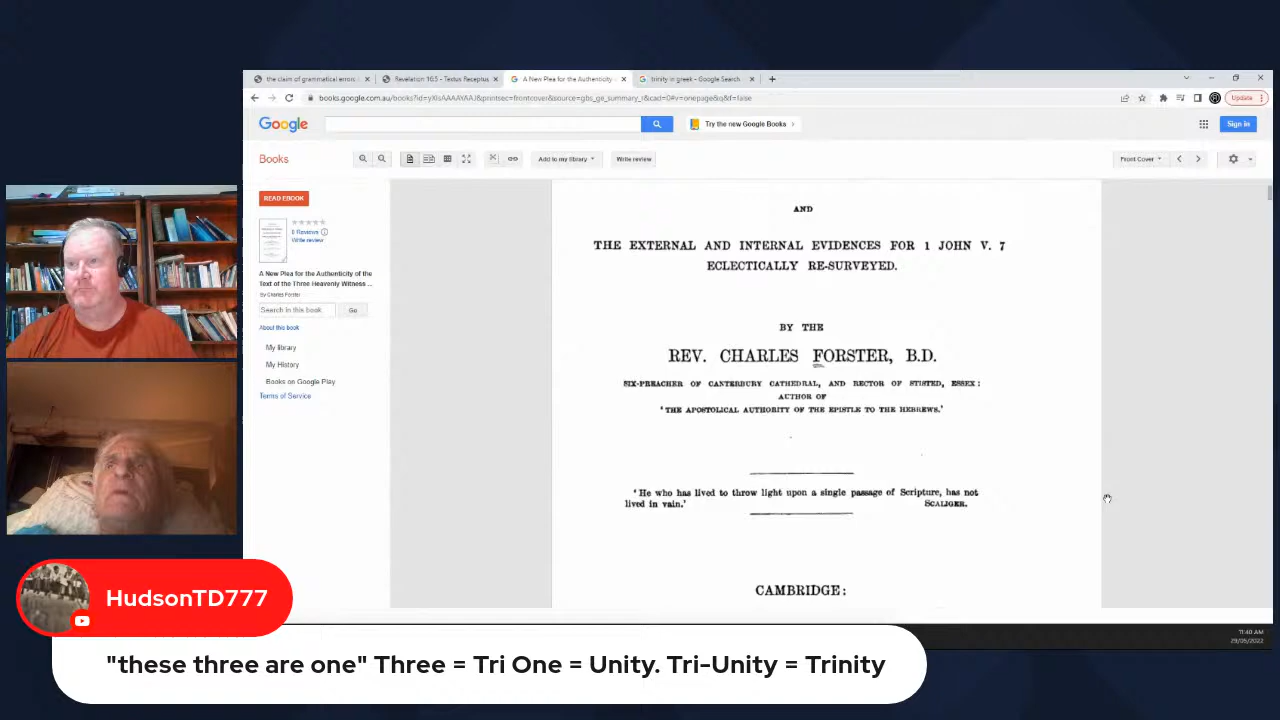 the claim of grammatical errors
Revelation 16:5 - Textus Receptus
A New Plea for the Authenticity
trinity in greek - Google Search
books.google.com.au/books?id=yXIsAAAAYAAJ&printsec=frontcover&source=gbs_ge_summary_r&cad=0#v=onepage&q&f=false
Update
Google
Try the new Google Books
Sign in
Books
Add to my library
Write review
Front Cover
READ EBOOK
0 Reviews
Write review
A New Plea for the Authenticity of the
Text of the Three Heavenly Witness ...
By Charles Forster
Search in this book
Go
About this book
My library
My History
Books on Google Play
Terms of Service
AND
THE EXTERNAL AND INTERNAL EVIDENCES FOR 1 JOHN V. 7
ECLECTICALLY RE-SURVEYED.
BY THE
REV. CHARLES FORSTER, B.D.
SIX-PREACHER OF CANTERBURY CATHEDRAL, AND RECTOR OF STISTED, ESSEX:
AUTHOR OF
'THE APOSTOLICAL AUTHORITY OF THE EPISTLE TO THE HEBREWS.'
'He who has lived to throw light upon a single passage of Scripture, has not
lived in vain.' SCALIGER.
CAMBRIDGE:
11:40 AM
29/05/2022
HudsonTD777
"these three are one" Three = Tri One = Unity. Tri-Unity = Trinity